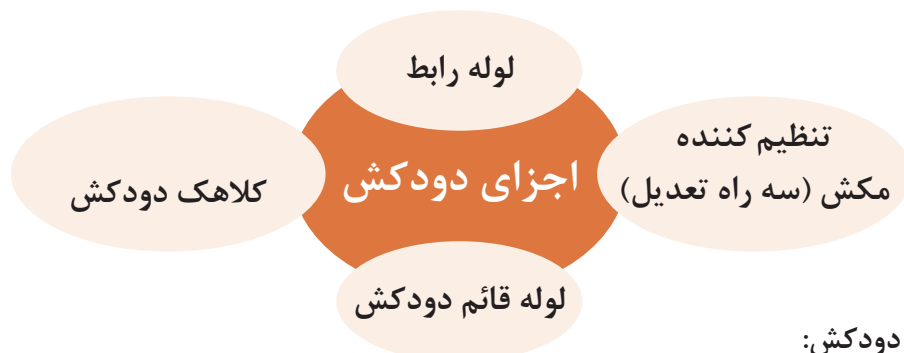 لوله رابط
تنظیم کننده
مکش (سه راه تعدیل)
اجزای دودکش
کلاهک دودکش
لوله قائم دودکش
دودکش: